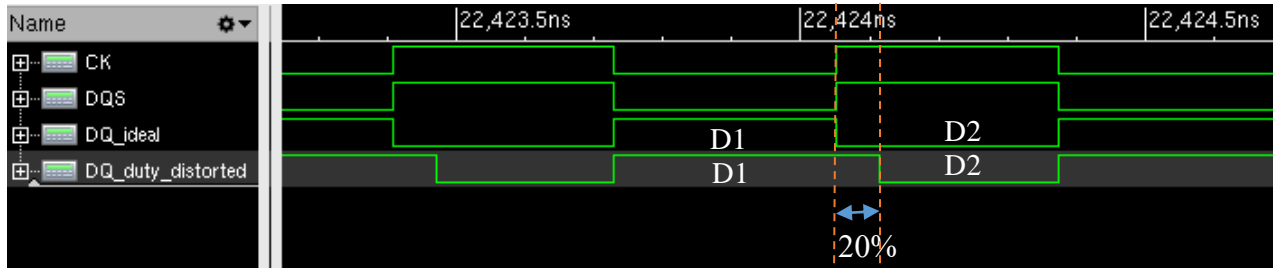 Name 22,423.5ns 22,424ns 22,424.5ns
CK
DQS
DQ_ideal D1 D2
DQ_duty_distorted D1 D2
20%